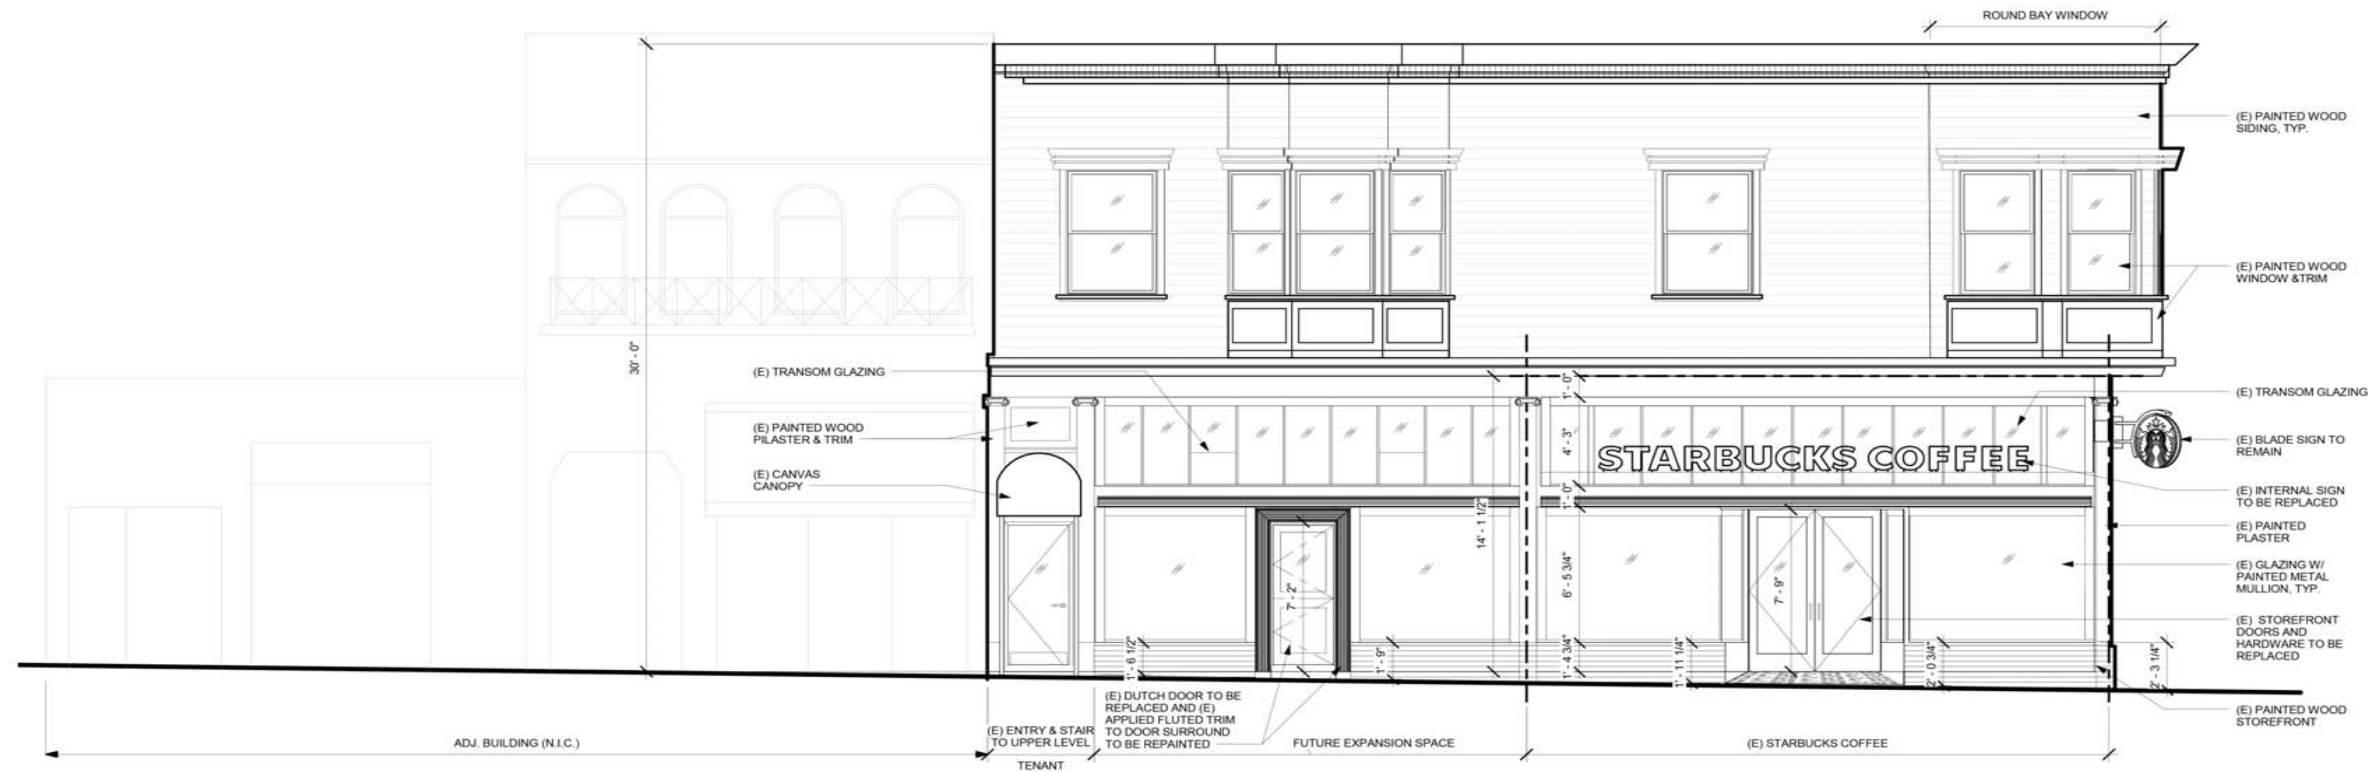 ROUND BAY WINDOW
(E) PAINTED WOOD
SIDING, TYP.
(E) PAINTED WOOD
WINDOW &TRIM
30' - 0"
(E) TRANSOM GLAZING
1' - 0"
(E) TRANSOM GLAZING
(E) PAINTED WOOD
PILASTER & TRIM
4' - 3"
STARBUCKS COFFEE
(E) BLADE SIGN TO
REMAIN
(E) CANVAS
CANOPY
1' - 0"
(E) INTERNAL SIGN
TO BE REPLACED
14' - 1 1/2"
(E) PAINTED
PLASTER
6' - 5 3/4"
(E) GLAZING W/
PAINTED METAL
MULLION, TYP.
7' - 2"
7' - 9"
(E) STOREFRONT
DOORS AND
HARDWARE TO BE
REPLACED
1' - 6 1/2"
1' - 9"
1' - 4 3/4"
1' - 11 1/4"
2' - 0 3/4"
2' - 3 1/4"
(E) DUTCH DOOR TO BE
REPLACED AND (E)
APPLIED FLUTED TRIM
TO DOOR SURROUND
TO BE REPAINTED
(E) PAINTED WOOD
STOREFRONT
ADJ. BUILDING (N.I.C.)
(E) ENTRY & STAIR
TO UPPER LEVEL
TENANT
FUTURE EXPANSION SPACE
(E) STARBUCKS COFFEE